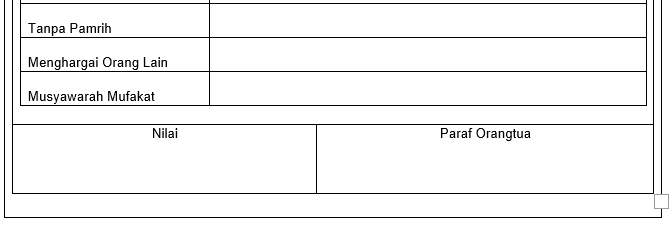 Tanpa Pamrih
Menghargai Orang Lain
Musyawarah Mufakat
Nilai
Paraf Orangtua